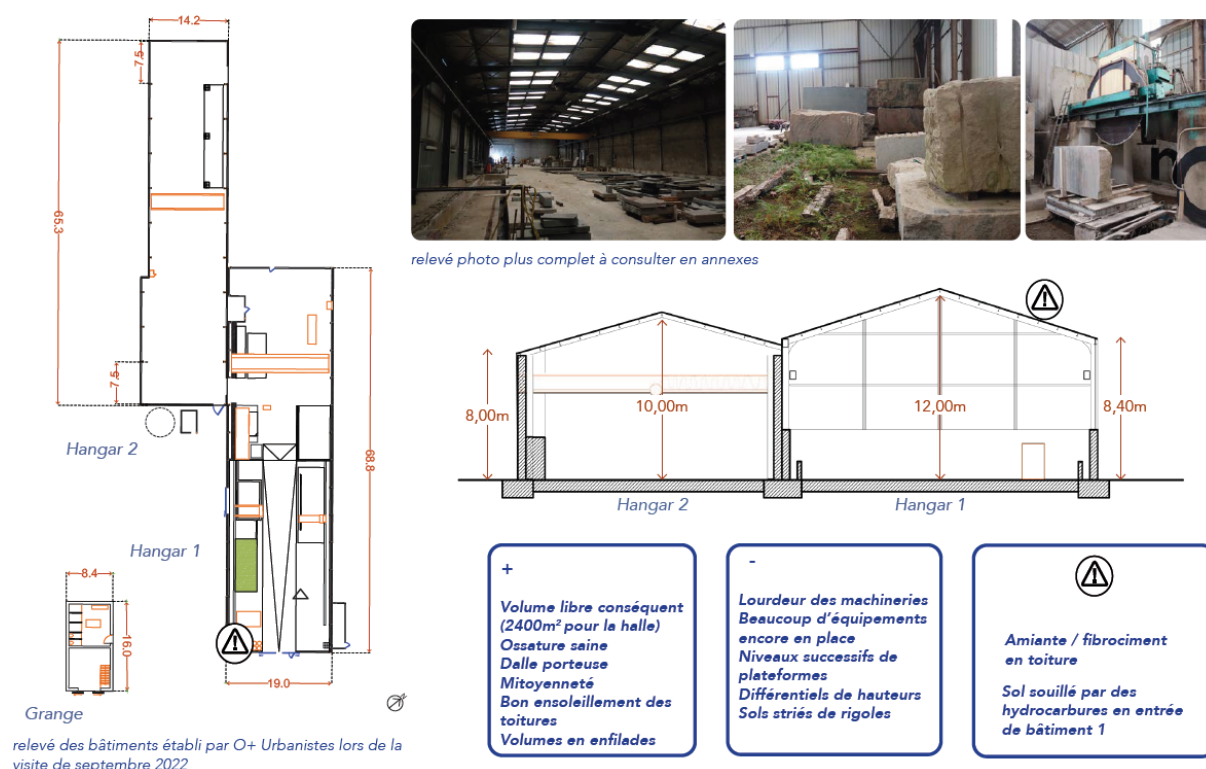 14.2
7.5
65.3
7.5
Hangar 2
68.8
Hangar 1
8.4
16.0
19.0
Grange
relevé des bâtiments établi par O+ Urbanistes lors de la
visite de septembre 2022
relevé photo plus complet à consulter en annexes
8,00m
10,00m
12,00m
8,40m
Hangar 2
Hangar 1
+
Volume libre conséquent
(2400m² pour la halle)
Ossature saine
Dalle porteuse
Mitoyenneté
Bon ensoleillement des
toitures
Volumes en enfilades
-
Lourdeur des machineries
Beaucoup d'équipements
encore en place
Niveaux successifs de
plateformes
Différentiels de hauteurs
Sols striés de rigoles
Amiante / fibrociment
en toiture
Sol souillé par des
hydrocarbures en entrée
de bâtiment 1